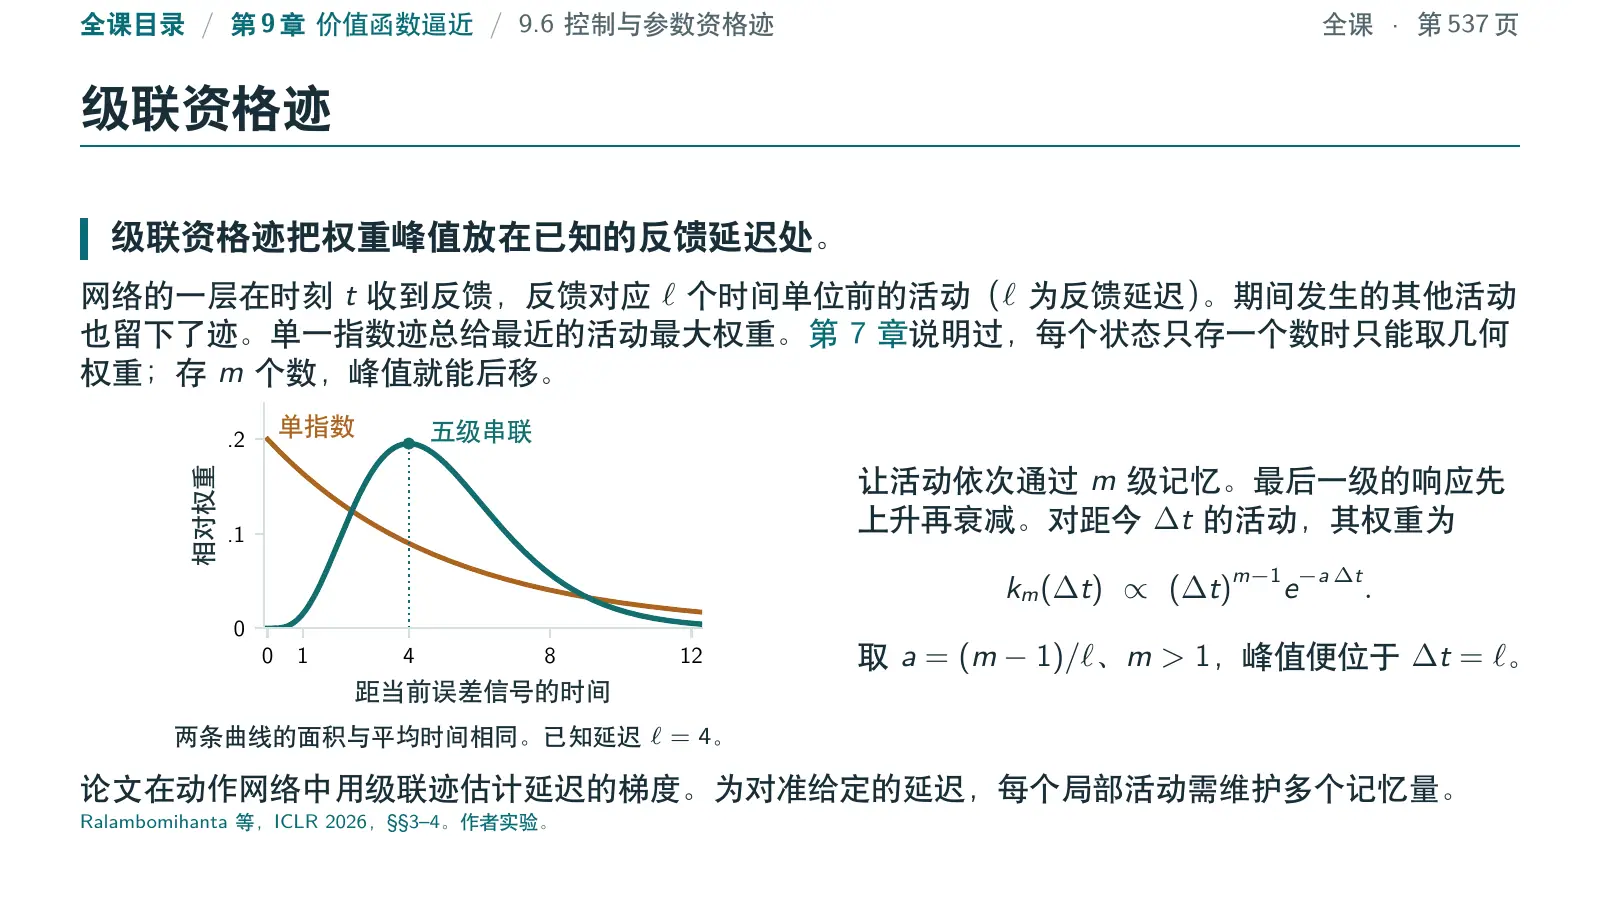 全课目录 / 第 9 章 价值函数逼近 / 9.6 控制与参数资格迹
全课 · 第 537 页
级联资格迹
级联资格迹把权重峰值放在已知的反馈延迟处。
网络的一层在时刻 t 收到反馈，反馈对应 ℓ 个时间单位前的活动（ℓ 为反馈延迟）。期间发生的其他活动
也留下了迹。单一指数迹总给最近的活动最大权重。第 7 章说明过，每个状态只存一个数时只能取几何
权重；存 m 个数，峰值就能后移。
单指数
五级串联
相对权重
.2
.1
0
0 1 4 8 12
距当前误差信号的时间
两条曲线的面积与平均时间相同。已知延迟 ℓ = 4。
让活动依次通过 m 级记忆。最后一级的响应先
上升再衰减。对距今 Δt 的活动，其权重为
k_m(Δt) ∝ (Δt)^{m−1} e^{−a Δt}.
取 a = (m − 1)/ℓ、m > 1，峰值便位于 Δt = ℓ。
论文在动作网络中用级联迹估计延迟的梯度。为对准给定的延迟，每个局部活动需维护多个记忆量。
Ralambomihanta 等，ICLR 2026，§§3–4。作者实验。